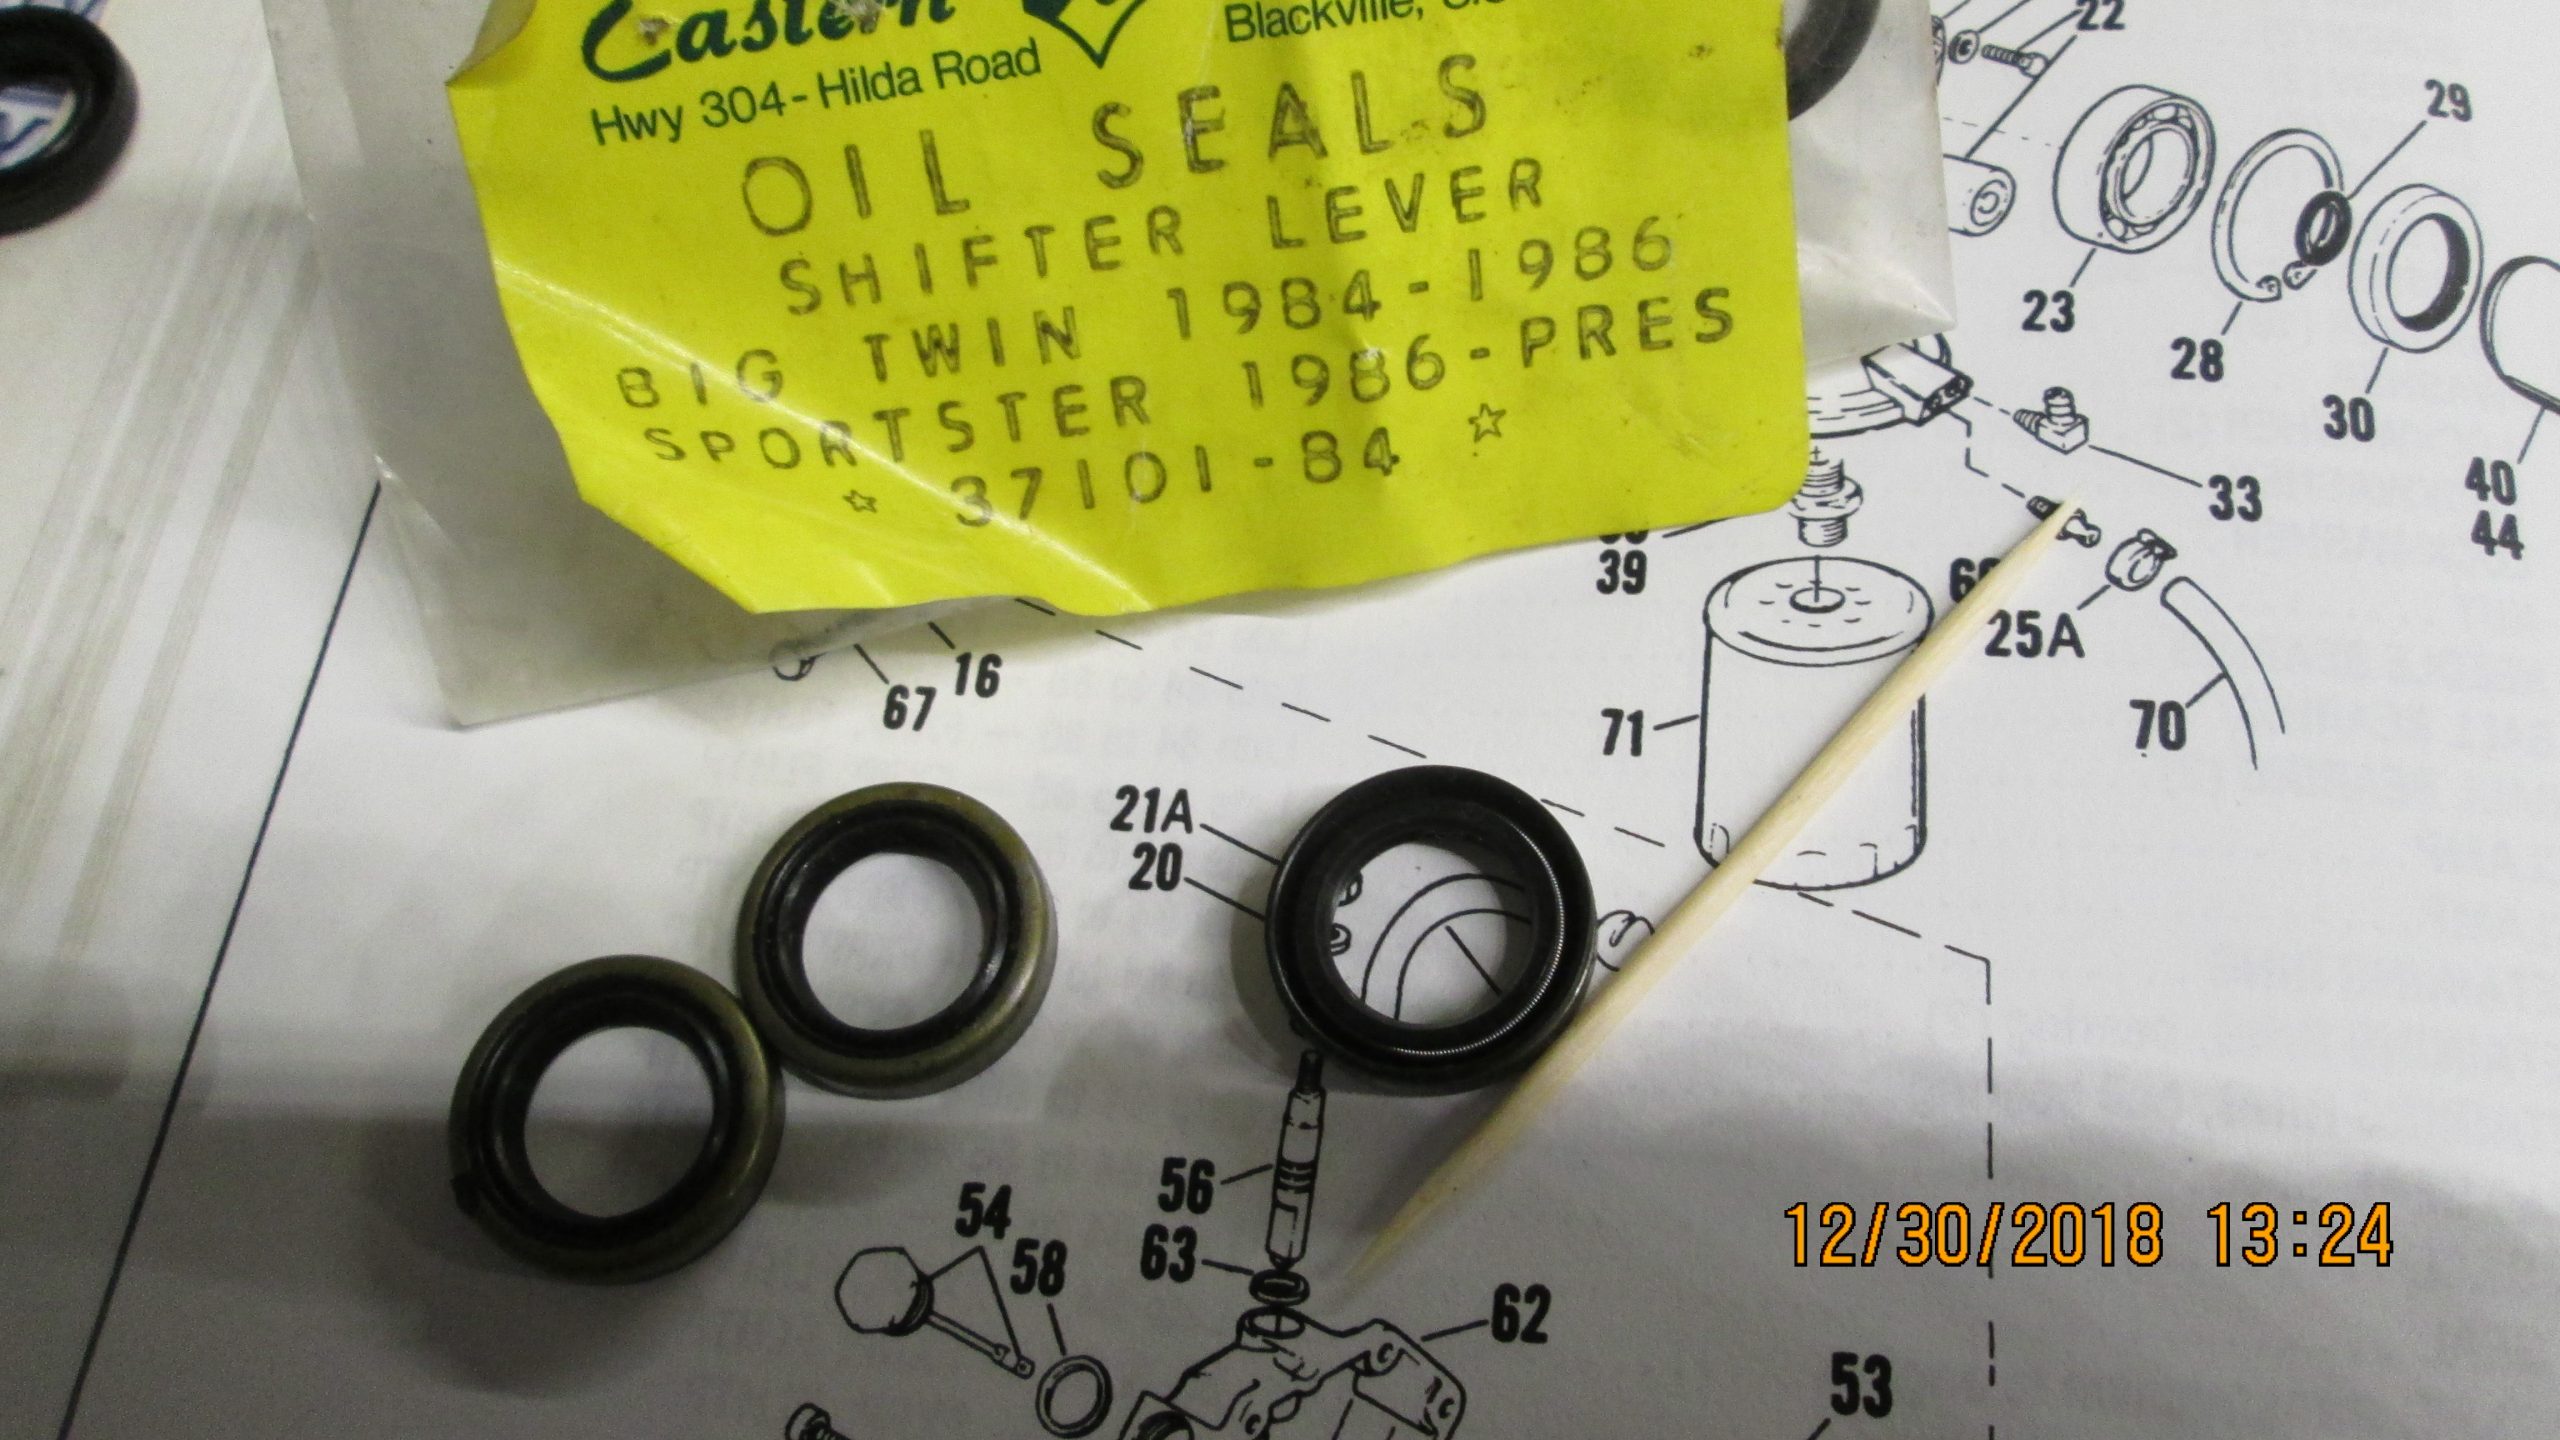 Eastern
Blackville, S.C.
Hwy 304 - Hilda Road
OIL SEALS
SHIFTER LEVER
BIG TWIN 1984-1986
SPORTSTER 1986-PRES
☆ 37101-84 ☆
22
29
23
28
30
40
44
33
39
25A
16
67
71
70
21A
20
56
54
58
63
62
53
12/30/2018 13:24